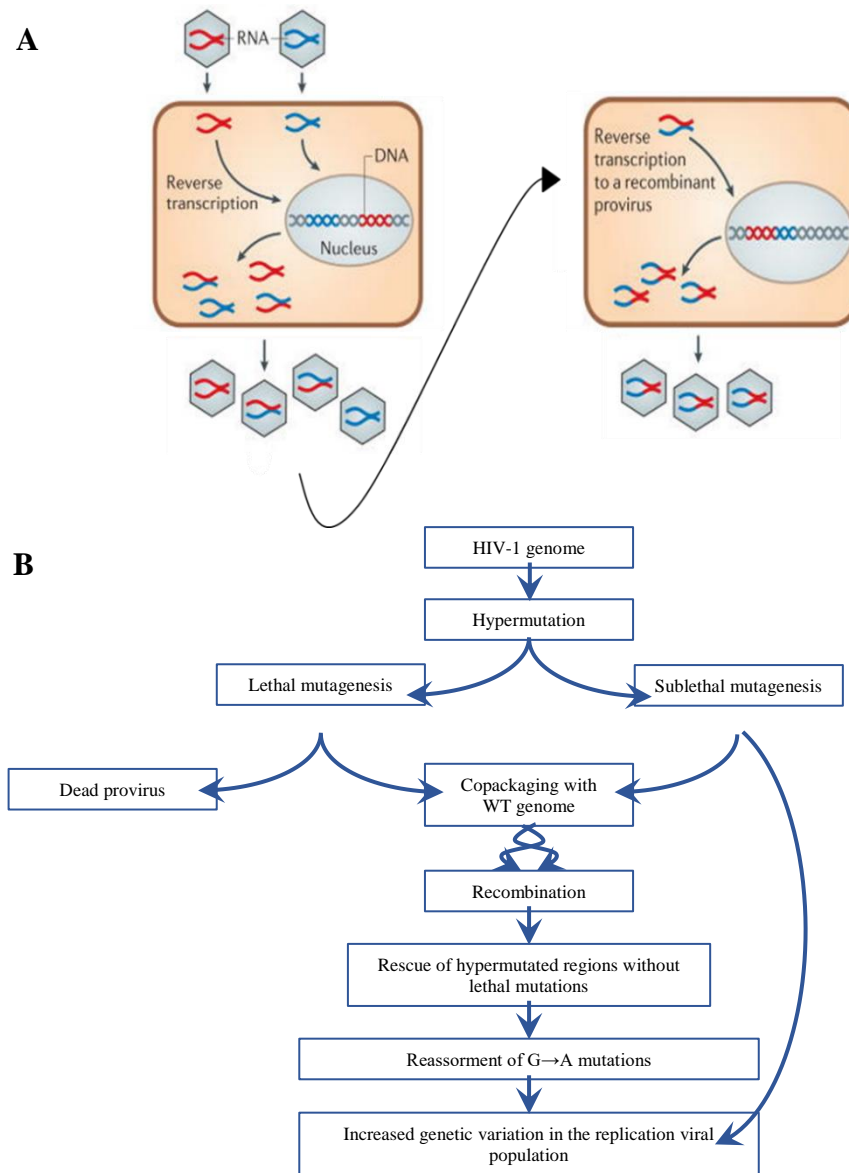 A
RNA
DNA
Reverse
transcription
Nucleus
Reverse
transcription
to a recombinant
provirus
B
HIV-1 genome
Hypermutation
Lethal mutagenesis
Sublethal mutagenesis
Dead provirus
Copackaging with
WT genome
Recombination
Rescue of hypermutated regions without
lethal mutations
Reassorment of G→A mutations
Increased genetic variation in the replication viral
population